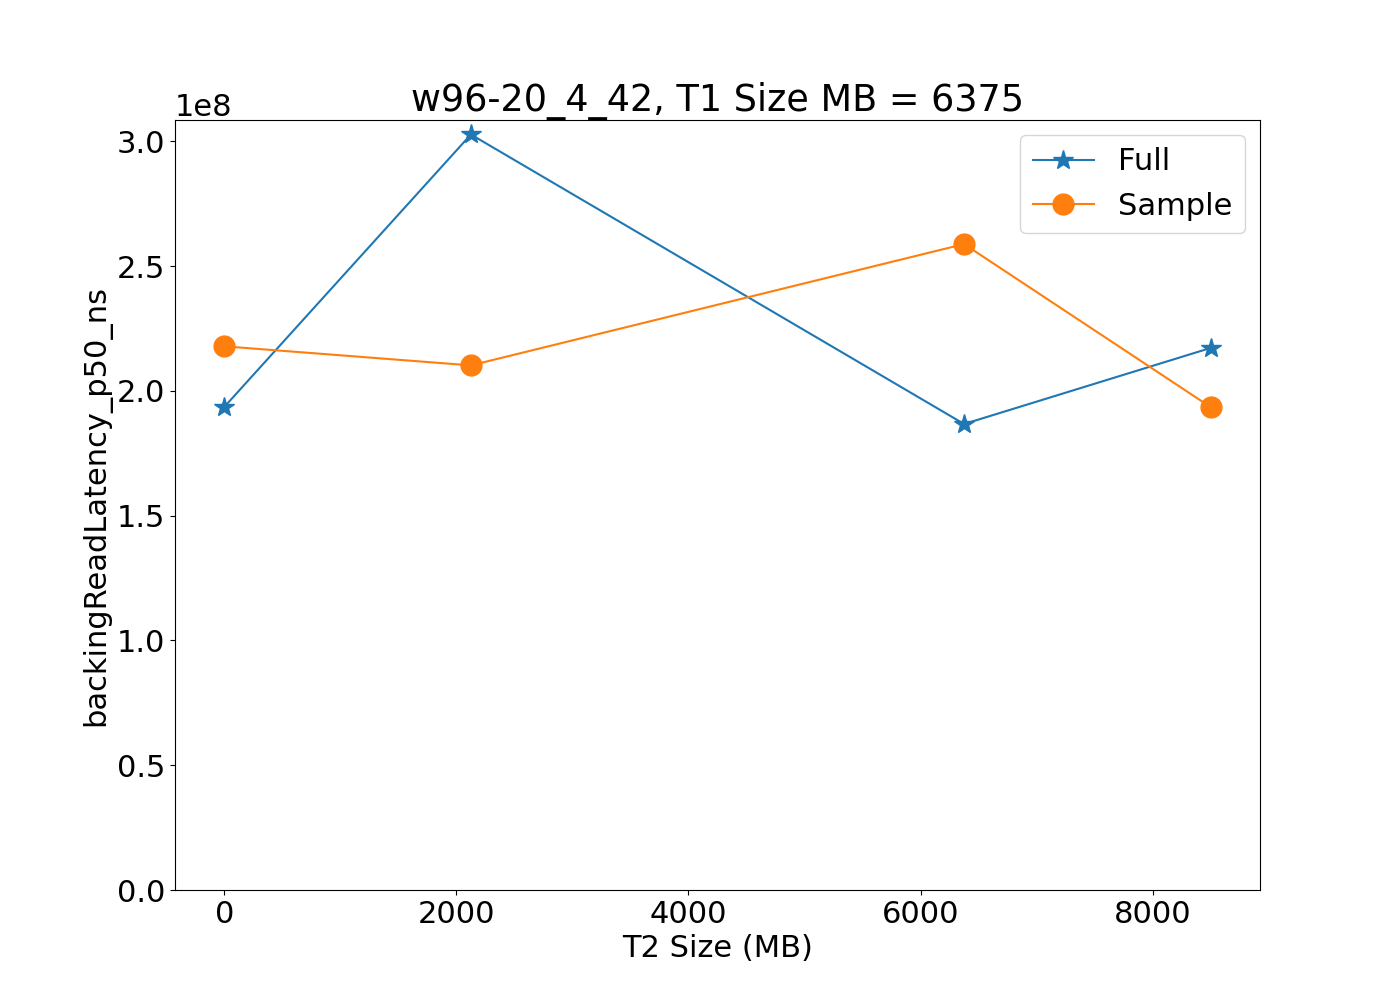 w96-20_4_42, T1 Size MB = 6375
1e8
3.0
2.5
2.0
1.5
1.0
0.5
0.0
backingReadLatency_p50_ns
Full
Sample
0 2000 4000 6000 8000
T2 Size (MB)